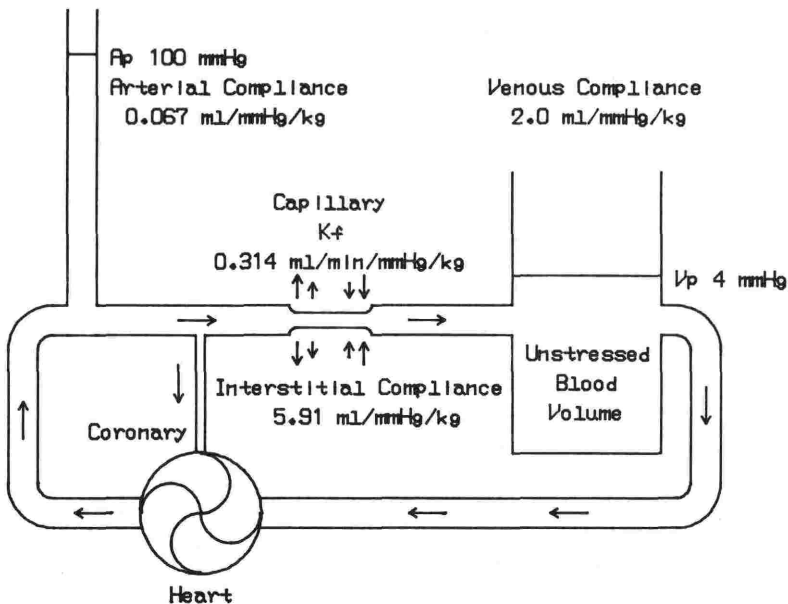 Ap 100 mmHg
Arterial Compliance
0.067 ml/mmHg/kg
Venous Compliance
2.0 ml/mmHg/kg
Capillary
Kf
0.314 ml/min/mmHg/kg
Vp 4 mmHg
Unstressed
Blood
Volume
Interstitial Compliance
5.91 ml/mmHg/kg
Coronary
Heart